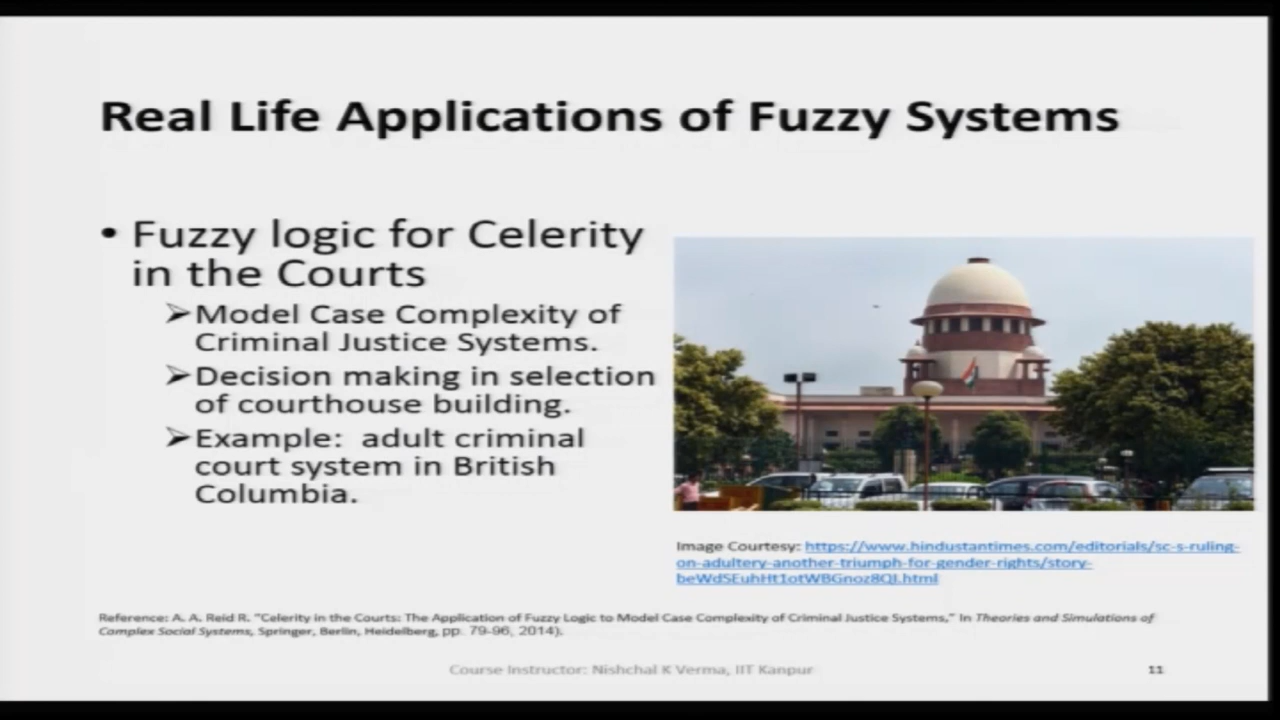 Real Life Applications of Fuzzy Systems
• Fuzzy logic for Celerity
in the Courts
➢Model Case Complexity of
Criminal Justice Systems.
➢Decision making in selection
of courthouse building.
➢Example: adult criminal
court system in British
Columbia.
Image Courtesy: https://www.hindustantimes.com/editorials/sc-s-ruling-
on-adultery-another-triumph-for-gender-rights/story-
beWdSEuhHt1otWBGnoz8QJ.html
Reference: A. A. Reid R. "Celerity in the Courts: The Application of Fuzzy Logic to Model Case Complexity of Criminal Justice Systems," In Theories and Simulations of
Complex Social Systems, Springer, Berlin, Heidelberg, pp. 79-96, 2014).
Course Instructor: Nishchal K Verma, IIT Kanpur
11